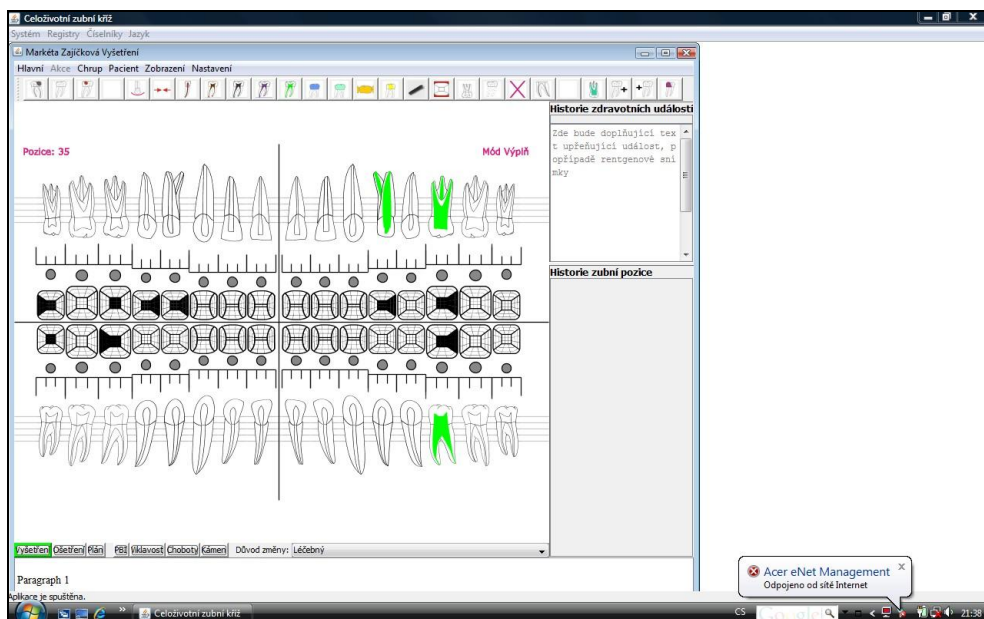 Celoživotní zubní kříž
Systém Registry Číselníky Jazyk
Markéta Zajíčková Vyšetření
Hlavní Akce Chrup Pacient Zobrazení Nastavení
Historie zdravotních událostí
Zde bude doplňující tex
t upřeňující událost, p
opřípadě rentgenové sní
mky
Pozice: 35
Mód Výplň
Historie zubní pozice
Vyšetření Ošetření Plán PBI Viklavost Choboty Kámen Důvod změny: Léčebný
Paragraph 1
Aplikace je spuštěna.
Acer eNet Management
Odpojeno od sítě Internet
Celoživotní zubní kříž
CS
Google
21:38